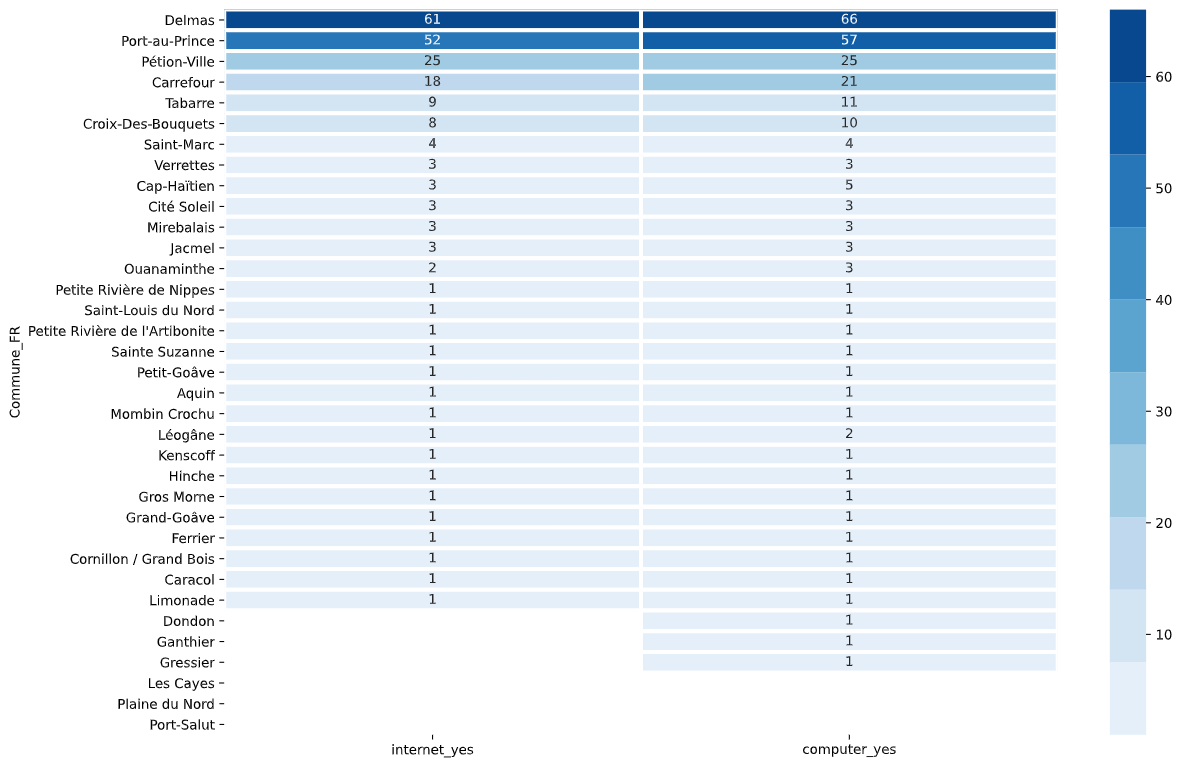 Commune_FR
Delmas 61 66
Port-au-Prince 52 57
Pétion-Ville 25 25
Carrefour 18 21
Tabarre 9 11
Croix-Des-Bouquets 8 10
Saint-Marc 4 4
Verrettes 3 3
Cap-Haïtien 3 5
Cité Soleil 3 3
Mirebalais 3 3
Jacmel 3 3
Ouanaminthe 2 3
Petite Rivière de Nippes 1 1
Saint-Louis du Nord 1 1
Petite Rivière de l'Artibonite 1 1
Sainte Suzanne 1 1
Petit-Goâve 1 1
Aquin 1 1
Mombin Crochu 1 1
Léogâne 1 2
Kenscoff 1 1
Hinche 1 1
Gros Morne 1 1
Grand-Goâve 1 1
Ferrier 1 1
Cornillon / Grand Bois 1 1
Caracol 1 1
Limonade 1 1
Dondon 1
Ganthier 1
Gressier 1
Les Cayes
Plaine du Nord
Port-Salut
internet_yes computer_yes
60
50
40
30
20
10